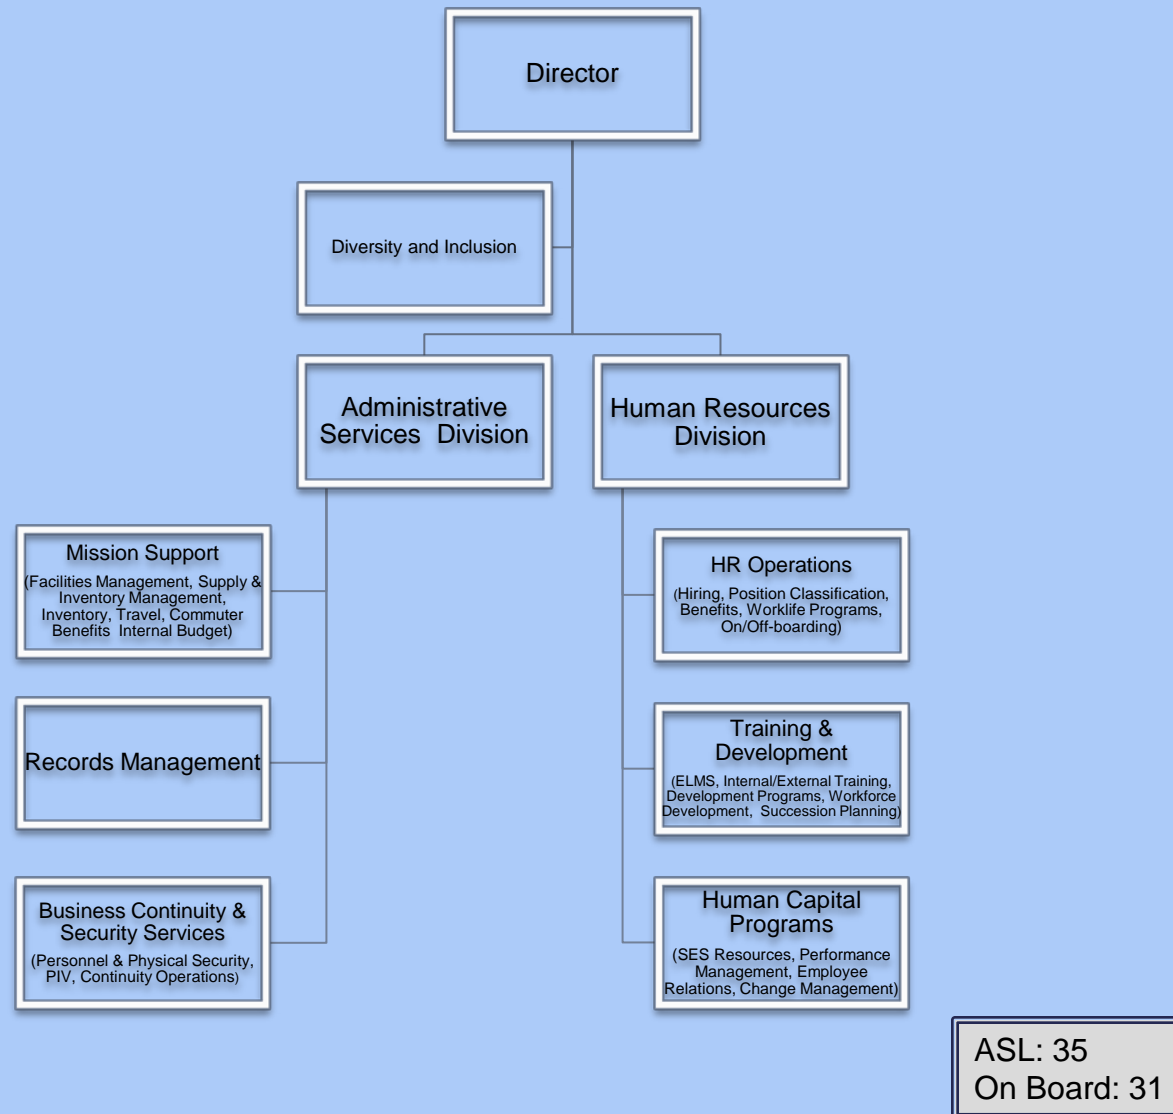 Director
Diversity and Inclusion
Administrative
Services  Division
Human Resources
Division
Mission Support
(Facilities Management, Supply &
Inventory Management,
Inventory, Travel, Commuter
Benefits  Internal Budget)
Records Management
Business Continuity &
Security Services
(Personnel & Physical Security,
PIV, Continuity Operations)
HR Operations
(Hiring, Position Classification,
Benefits, Worklife Programs,
On/Off-boarding)
Training &
Development
(ELMS, Internal/External Training,
Development Programs, Workforce
Development,  Succession Planning)
Human Capital
Programs
(SES Resources, Performance
Management, Employee
Relations, Change Management)
ASL: 35
On Board: 31